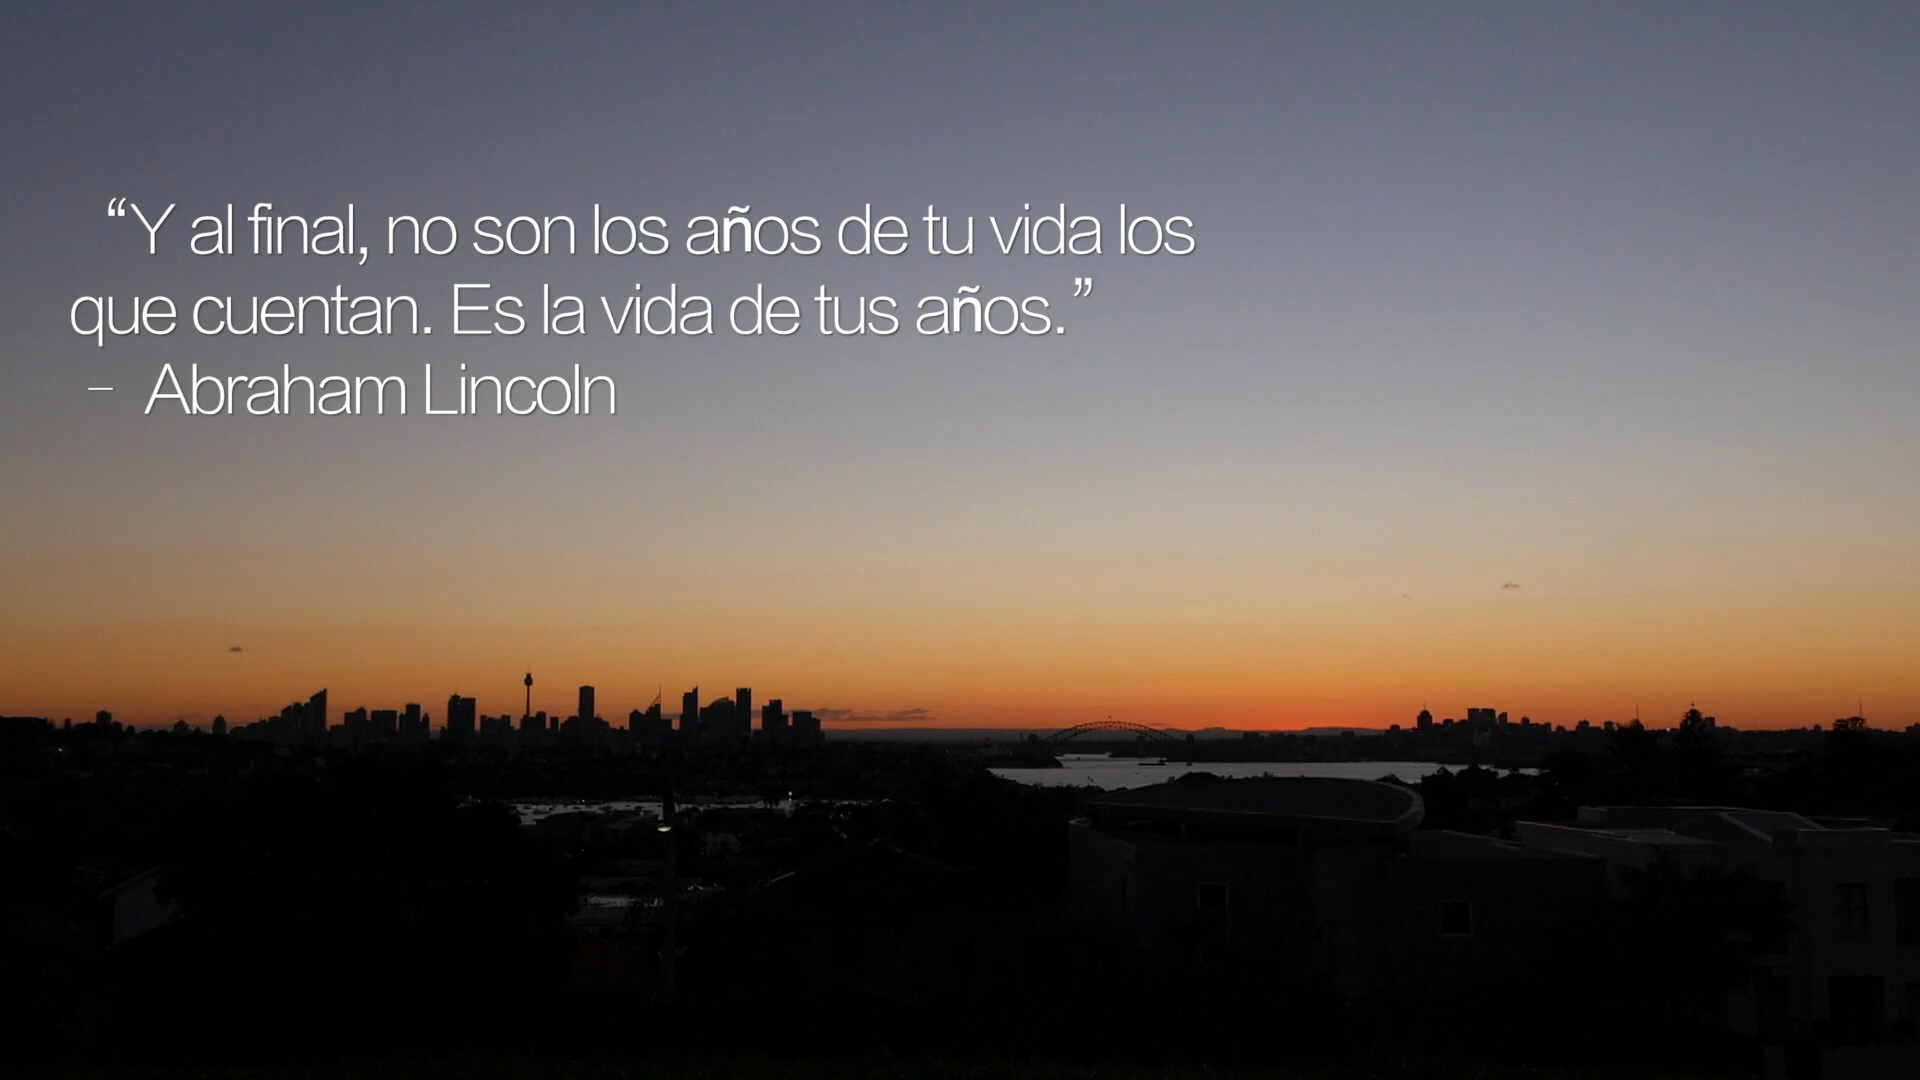 “Y al final, no son los años de tu vida los
que cuentan. Es la vida de tus años.”
– Abraham Lincoln